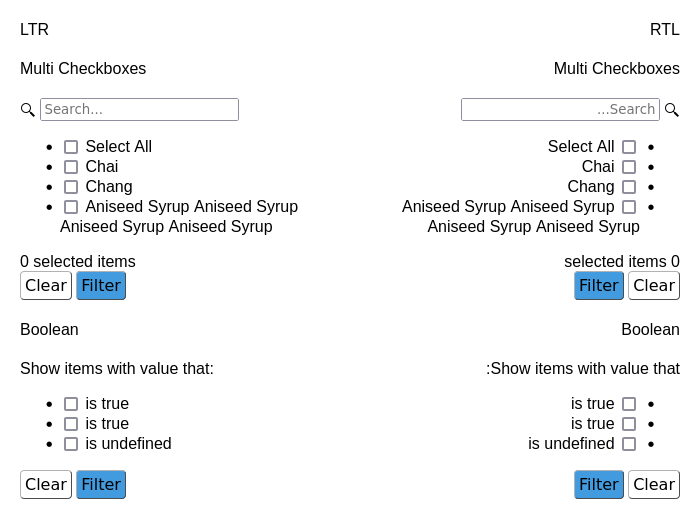 LTR
RTL
Multi Checkboxes
Multi Checkboxes
Search...
...Search
Select All
Select All
Chai
Chai
Chang
Chang
Aniseed Syrup Aniseed Syrup
Aniseed Syrup Aniseed Syrup
Aniseed Syrup Aniseed Syrup
Aniseed Syrup Aniseed Syrup
0 selected items
selected items 0
Clear Filter
Filter Clear
Boolean
Boolean
Show items with value that:
:Show items with value that
is true
is true
is true
is true
is undefined
is undefined
Clear Filter
Filter Clear